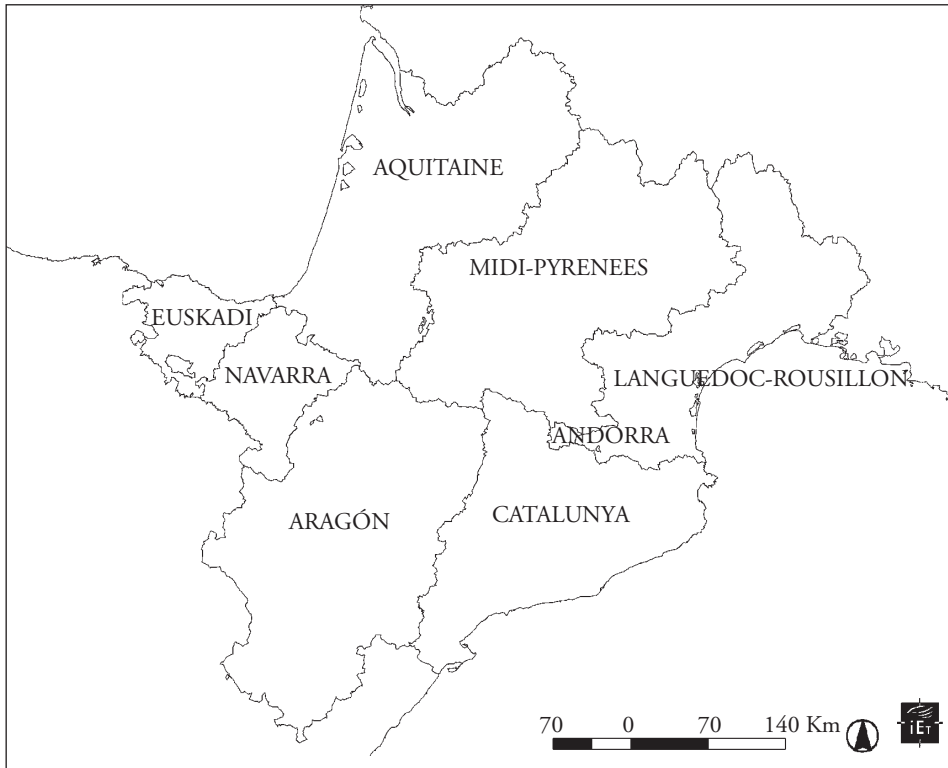 AQUITAINE
MIDI-PYRENEES
EUSKADI
NAVARRA
LANGUEDOC-ROUSILLON
ANDORRA
ARAGÓN
CATALUNYA
70 0 70 140 Km
iET